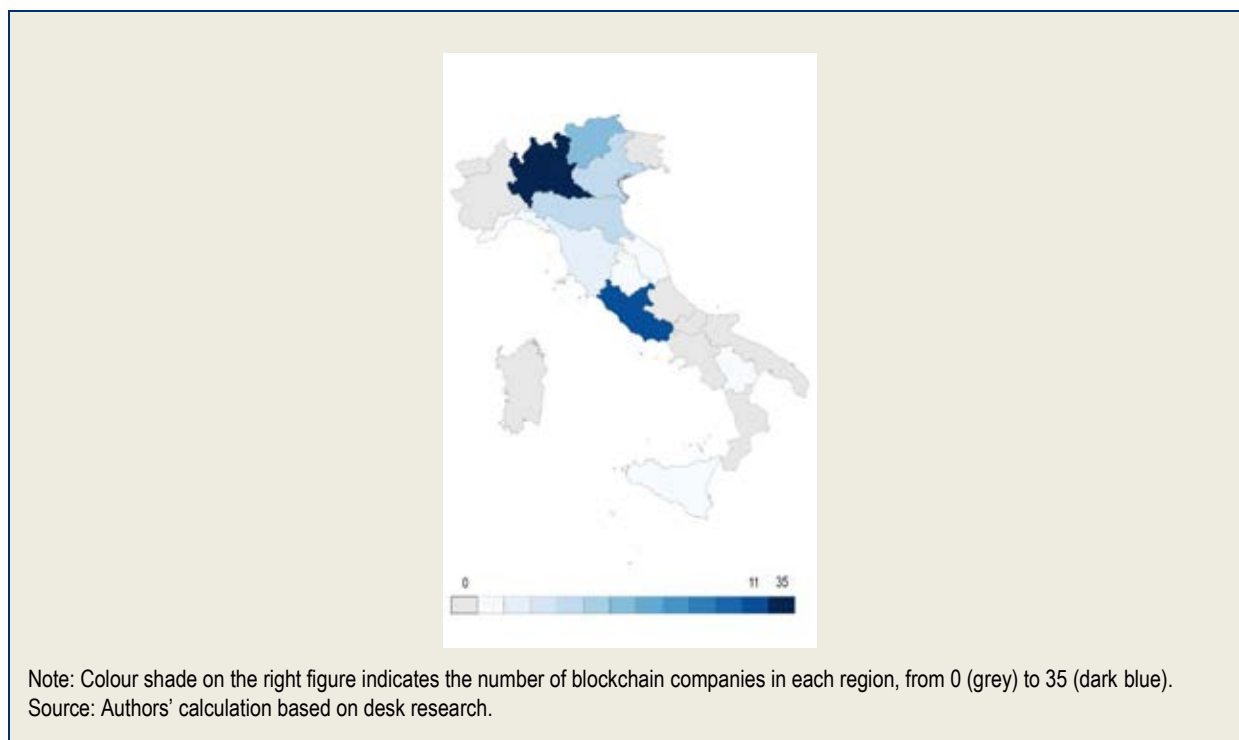 0 11 35
Note: Colour shade on the right figure indicates the number of blockchain companies in each region, from 0 (grey) to 35 (dark blue).
Source: Authors’ calculation based on desk research.